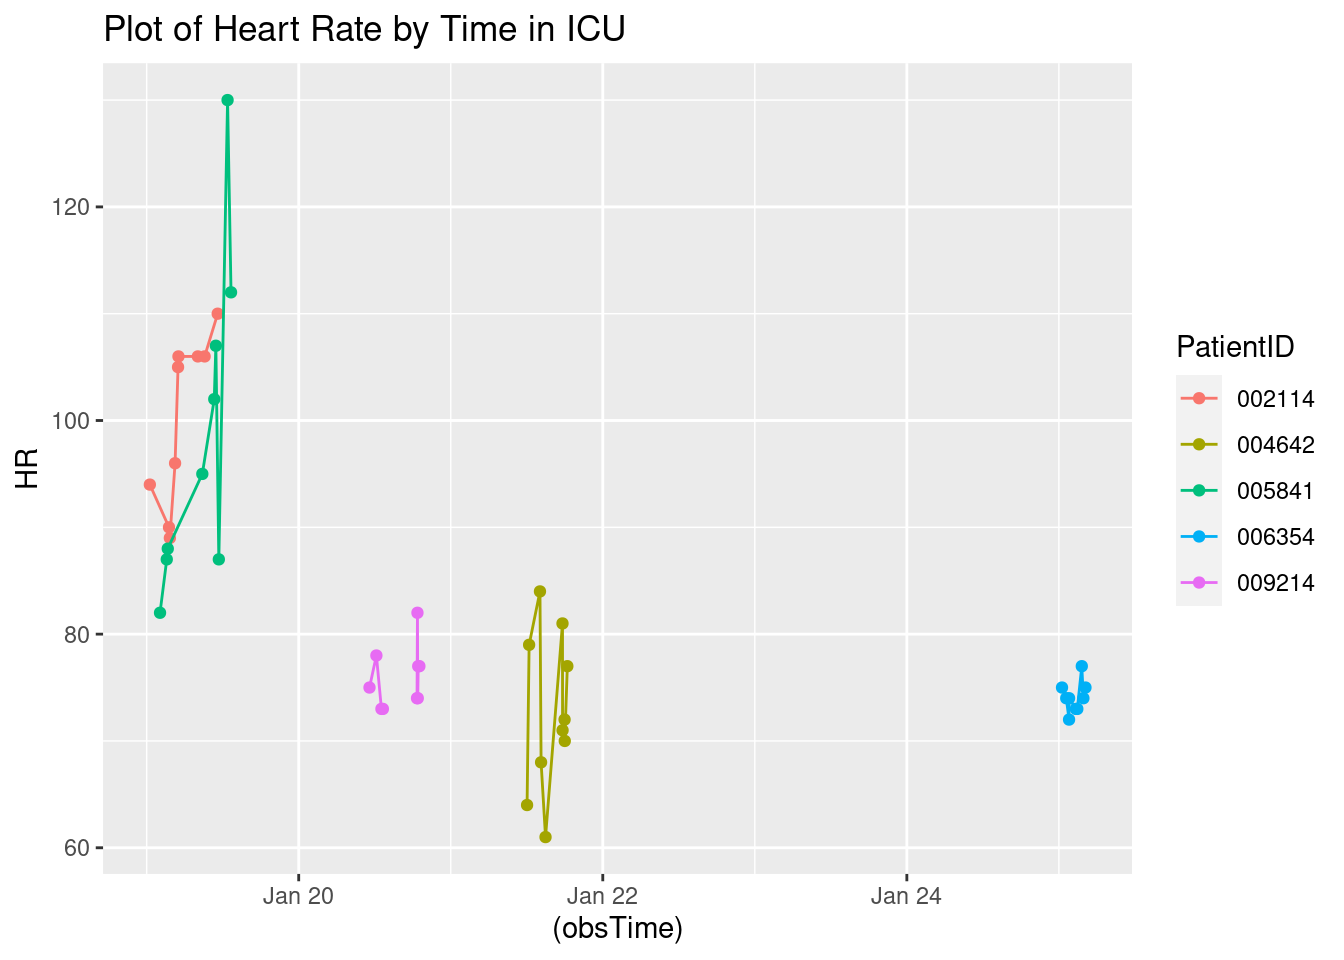 Plot of Heart Rate by Time in ICU
120
100
80
60
HR
Jan 20
Jan 22
Jan 24
(obsTime)
PatientID
002114
004642
005841
006354
009214